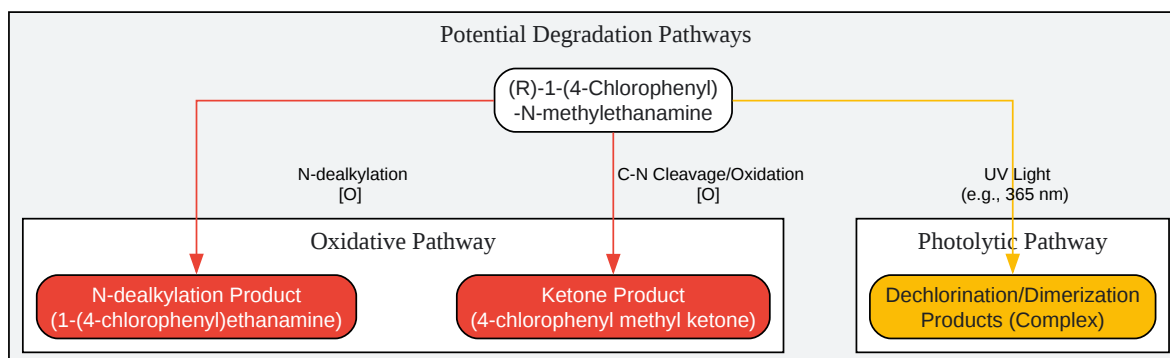 Potential Degradation Pathways
(R)-1-(4-Chlorophenyl)
-N-methylethanamine
N-dealkylation
[O]
C-N Cleavage/Oxidation
[O]
UV Light
(e.g., 365 nm)
Oxidative Pathway
Photolytic Pathway
N-dealkylation Product
(1-(4-chlorophenyl)ethanamine)
Ketone Product
(4-chlorophenyl methyl ketone)
Dechlorination/Dimerization
Products (Complex)